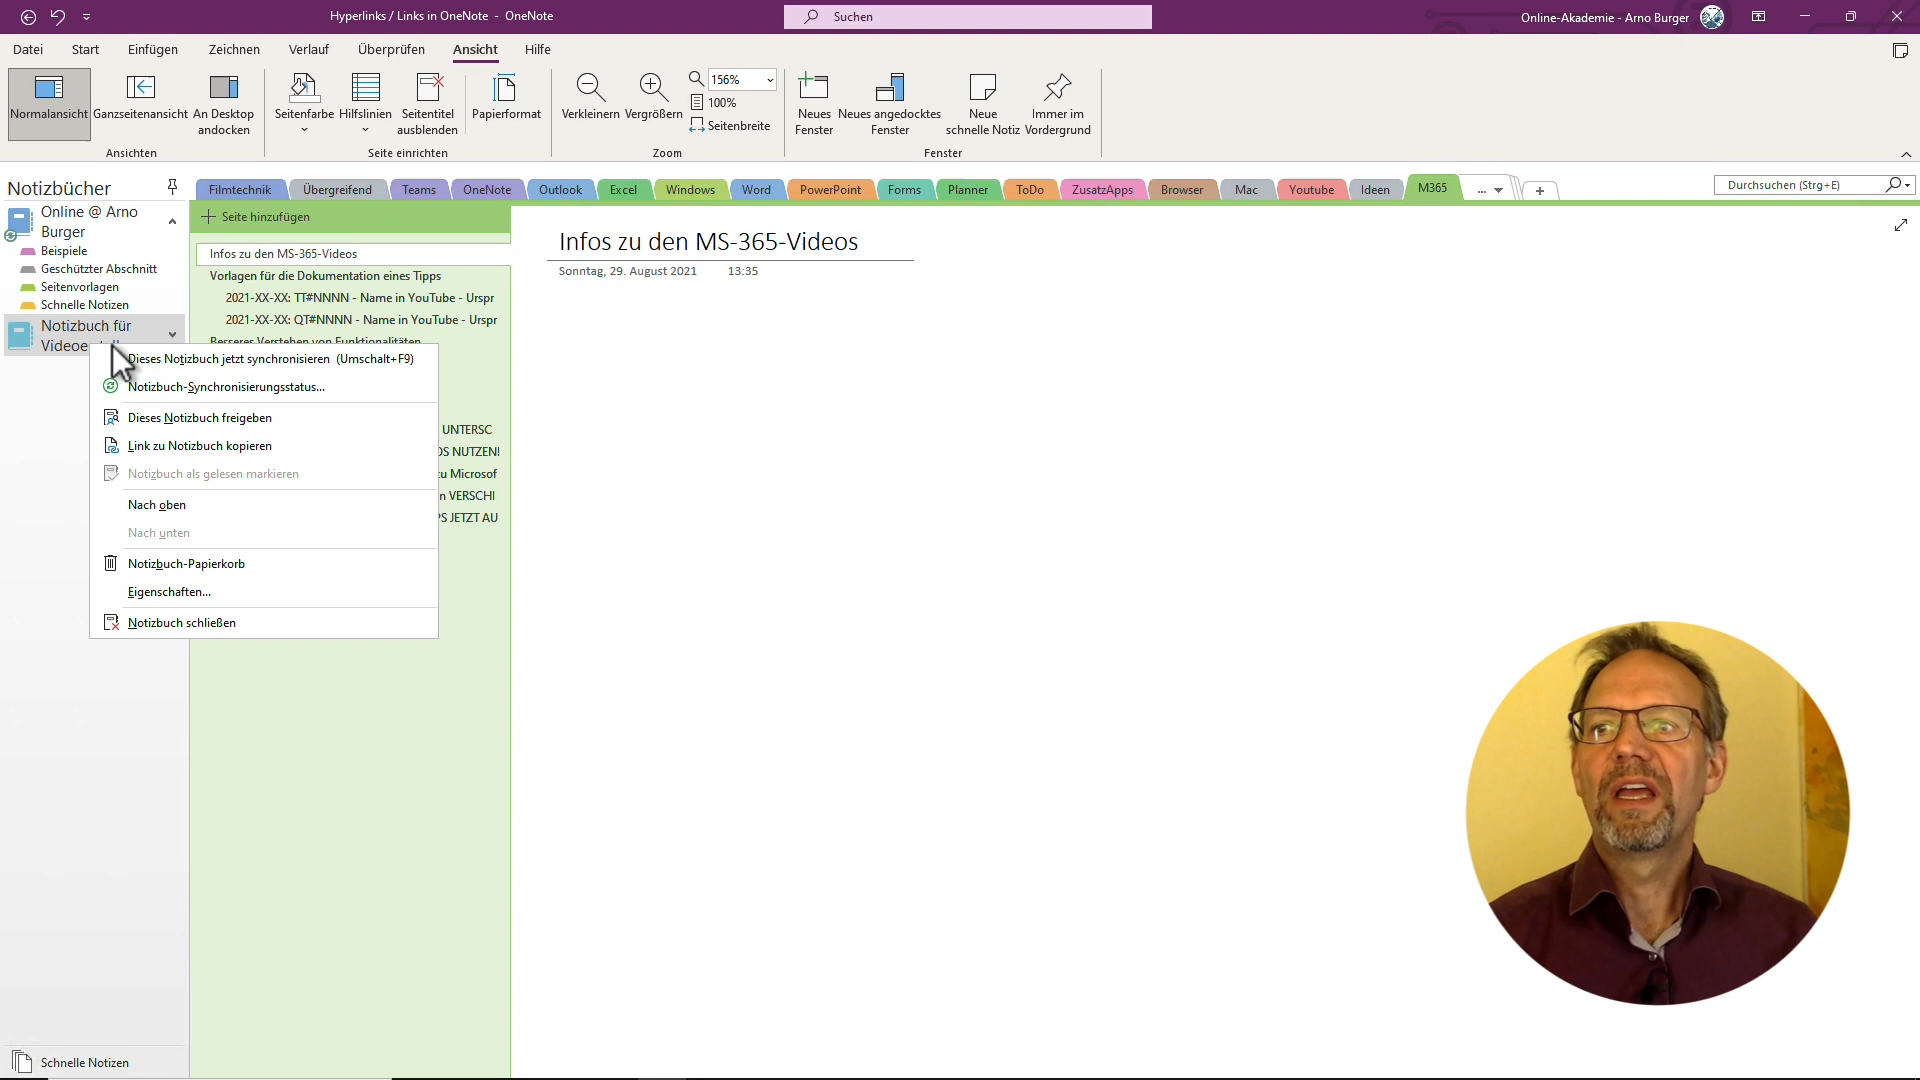 Hyperlinks / Links in OneNote - OneNote
Suchen
Online-Akademie - Arno Burger
Datei Start Einfügen Zeichnen Verlauf Überprüfen Ansicht Hilfe
Normalansicht Ganzseitenansicht An Desktop andocken
Ansichten
Seitenfarbe Hilfslinien Seitentitel ausblenden Papierformat
Seite einrichten
Verkleinern Vergrößern
156%
100%
Seitenbreite
Zoom
Neues Fenster Neues angedocktes Fenster Neue schnelle Notiz Immer im Vordergrund
Fenster
Notizbücher
Filmtechnik Übergreifend Teams OneNote Outlook Excel Windows Word PowerPoint Forms Planner ToDo ZusatzApps Browser Mac Youtube Ideen M365 ... +
Durchsuchen (Strg+E)
Online @ Arno
Burger
Beispiele
Geschützter Abschnitt
Seitenvorlagen
Schnelle Notizen
Notizbuch für
Seite hinzufügen
Infos zu den MS-365-Videos
Vorlagen für die Dokumentation eines Tipps
2021-XX-XX: TT#NNNN - Name in YouTube - Urspr
2021-XX-XX: QT#NNNN - Name in YouTube - Urspr
Besseres Verstehen von Funktionalitäten
UNTERSC
OS NUTZEN!
zu Microsof
n VERSCHI
PS JETZT AU
Dieses Notizbuch jetzt synchronisieren (Umschalt+F9)
Notizbuch-Synchronisierungsstatus...
Dieses Notizbuch freigeben
Link zu Notizbuch kopieren
Notizbuch als gelesen markieren
Nach oben
Nach unten
Notizbuch-Papierkorb
Eigenschaften...
Notizbuch schließen
Infos zu den MS-365-Videos
Sonntag, 29. August 2021 13:35
Schnelle Notizen